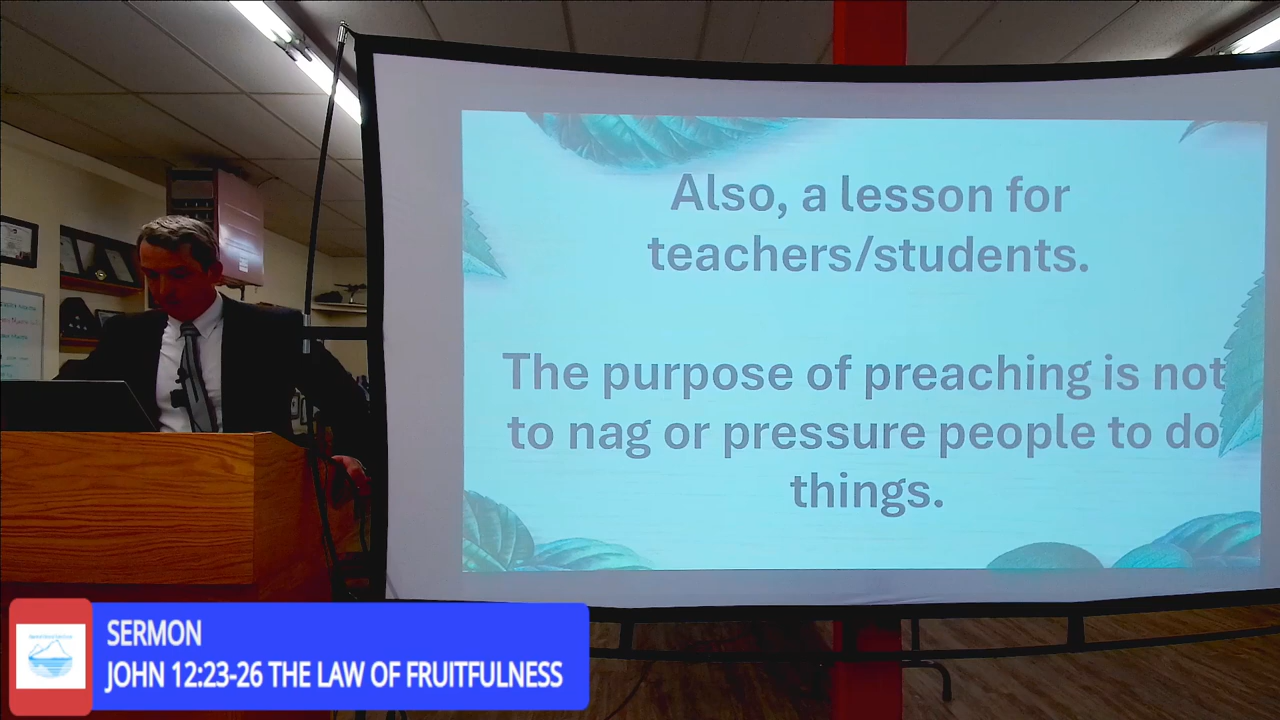 Also, a lesson for
teachers/students.
The purpose of preaching is not
to nag or pressure people to do
things.
SERMON
JOHN 12:23-26 THE LAW OF FRUITFULNESS